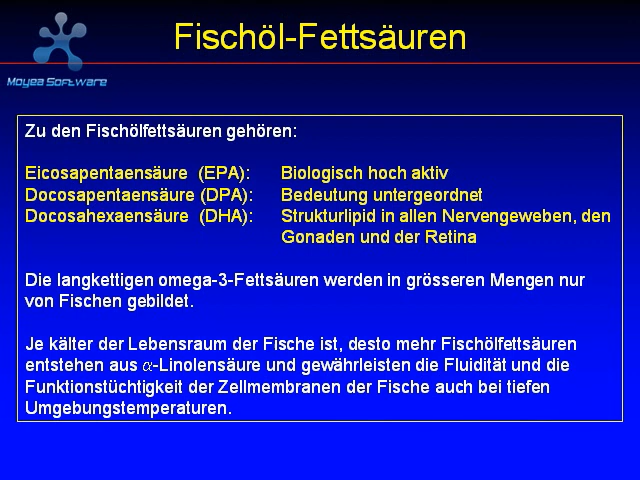 Fischöl-Fettsäuren
Moyea Software
Zu den Fischölfettsäuren gehören:
Eicosapentaensäure (EPA): Biologisch hoch aktiv
Docosapentaensäure (DPA): Bedeutung untergeordnet
Docosahexaensäure (DHA): Strukturlipid in allen Nervengeweben, den
Gonaden und der Retina
Die langkettigen omega-3-Fettsäuren werden in grösseren Mengen nur
von Fischen gebildet.
Je kälter der Lebensraum der Fische ist, desto mehr Fischölfettsäuren
entstehen aus α-Linolensäure und gewährleisten die Fluidität und die
Funktionstüchtigkeit der Zellmembranen der Fische auch bei tiefen
Umgebungstemperaturen.